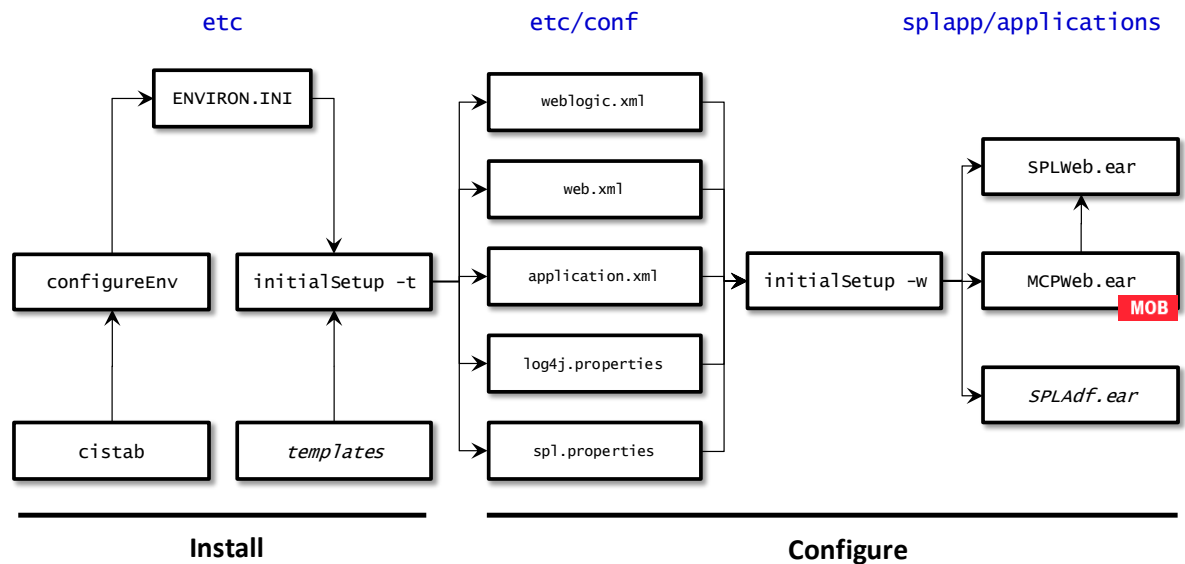 etc
etc/conf
splapp/applications
ENVIRON.INI
configureEnv
initialSetup -t
cistab
templates
weblogic.xml
web.xml
application.xml
log4j.properties
spl.properties
initialSetup -w
SPLWeb.ear
MCPWeb.ear
MOB
SPLAdf.ear
Install
Configure